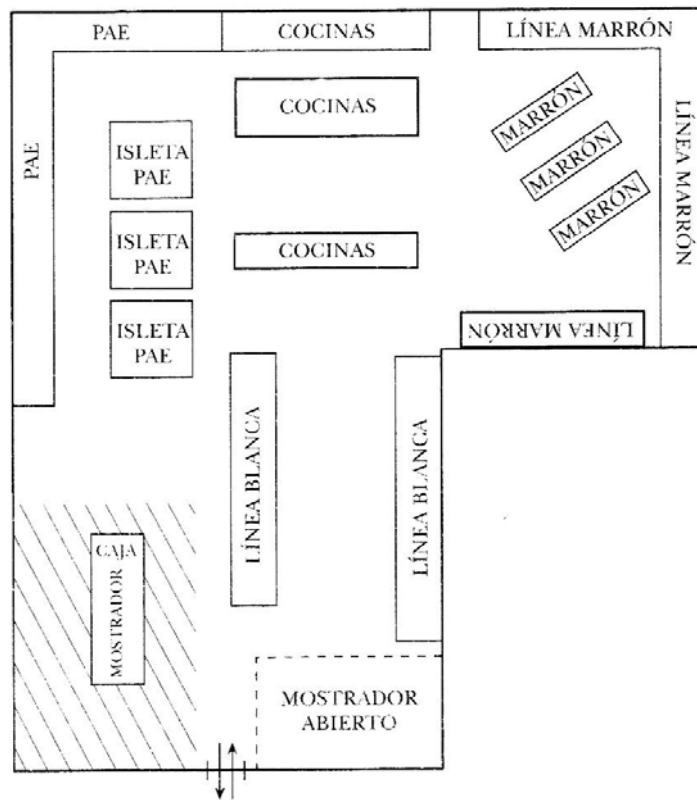 PAE
COCINAS
LÍNEA MARRÓN
PAE
COCINAS
MARRÓN
MARRÓN
MARRÓN
LÍNEA MARRÓN
ISLETA
PAE
ISLETA
PAE
ISLETA
PAE
COCINAS
LÍNEA MARRÓN
LÍNEA BLANCA
LÍNEA BLANCA
CAJA
MOSTRADOR
MOSTRADOR
ABIERTO